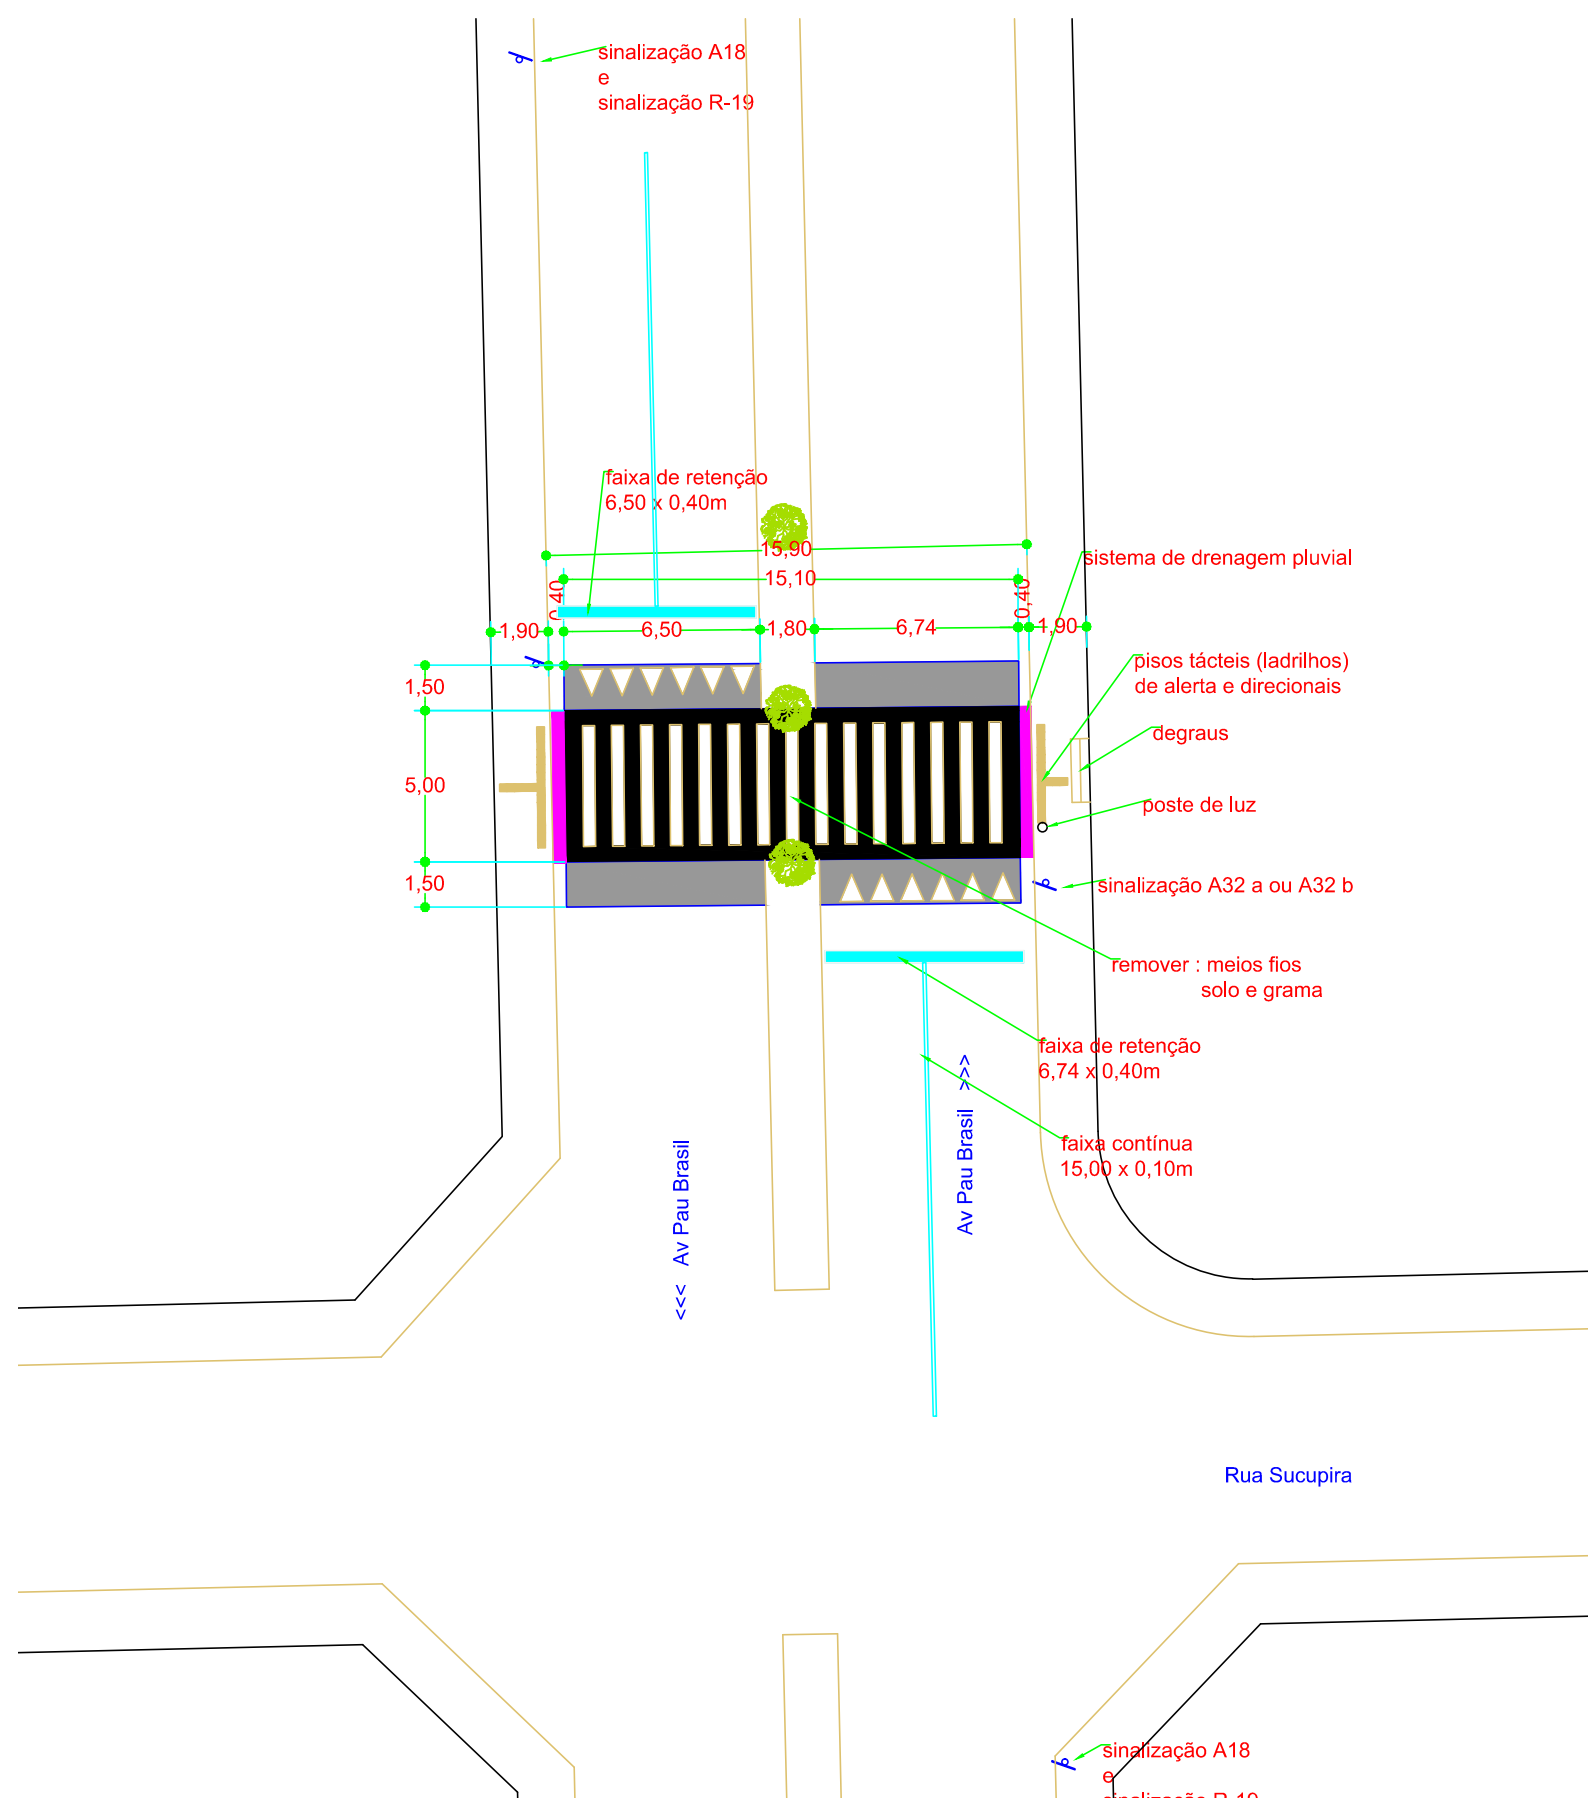 sinalização A18
e
sinalização R-19
faixa de retenção
6,50 x 0,40m
15,90
sistema de drenagem pluvial
15,10
0,40
0,40
1,90
6,50
1,80
6,74
1,90
pisos tácteis (ladrilhos)
de alerta e direcionais
1,50
degraus
5,00
poste de luz
1,50
sinalização A32 a ou A32 b
remover : meios fios
solo e grama
faixa de retenção
6,74 x 0,40m
Av Pau Brasil >>>
faixa contínua
15,00 x 0,10m
<<< Av Pau Brasil
Rua Sucupira
sinalização A18
e
sinalização R-19